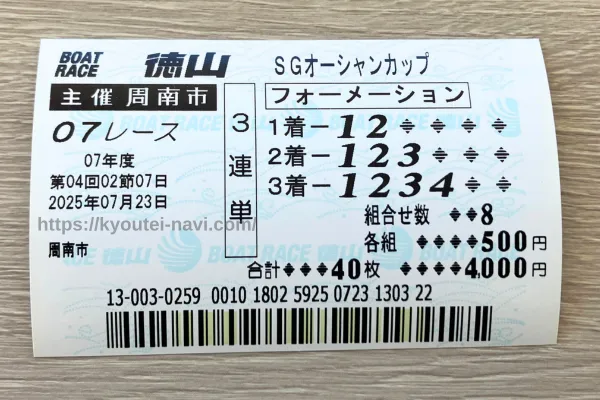 BOAT RACE 徳山 SGオーシャンカップ
主催 周南市
フォーメーション
07レース
07年度
第04回02節07日
2025年07月23日
3連単
1着－12
2着－123
3着－1234
https://kyoutei-navi.com/
組合せ数 8
周南市
各組 500円
合計 40枚 4000円
13-003-0259 0010 1802 5925 0723 1303 22
BOAT RACE 徳山